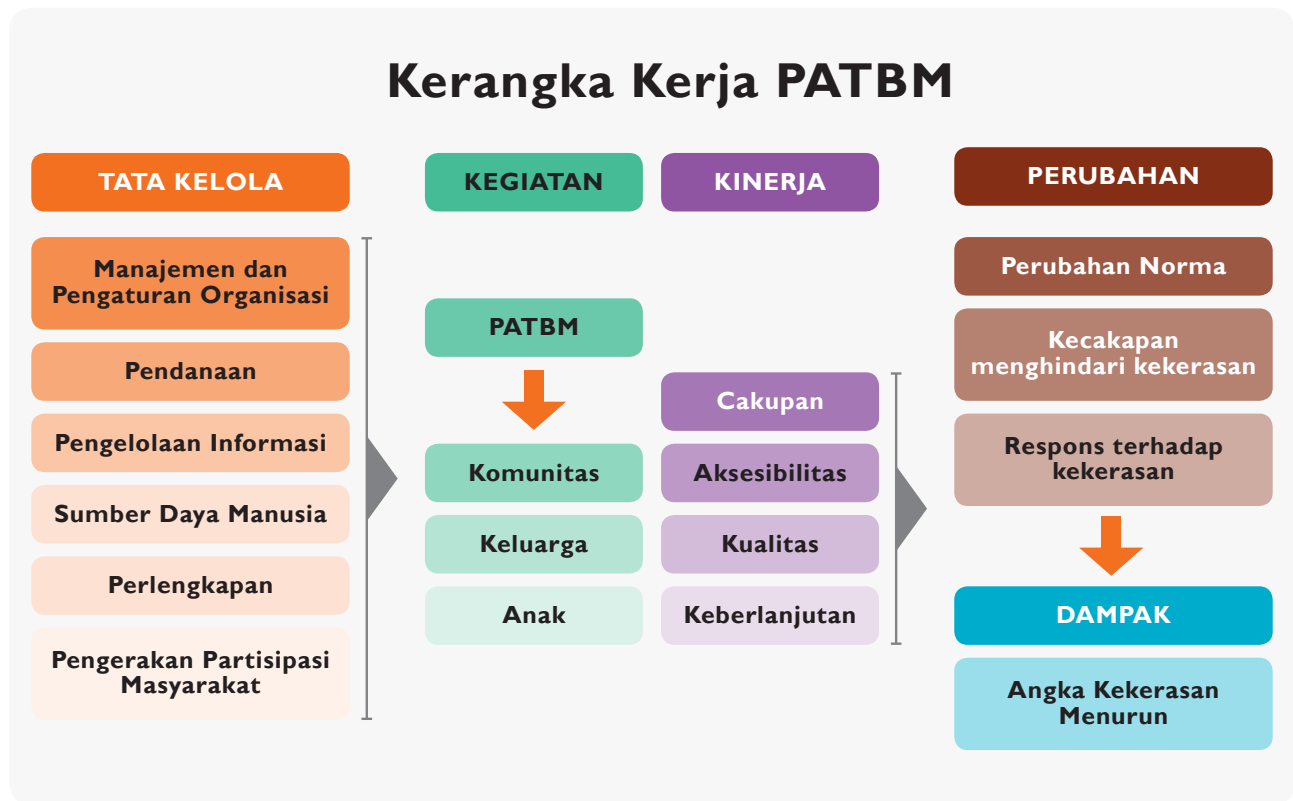 Kerangka Kerja PATBM
TATA KELOLA
Manajemen dan
Pengaturan Organisasi
Pendanaan
Pengelolaan Informasi
Sumber Daya Manusia
Perlengkapan
Pengerakan Partisipasi
Masyarakat
KEGIATAN
PATBM
Komunitas
Keluarga
Anak
KINERJA
Cakupan
Aksesibilitas
Kualitas
Keberlanjutan
PERUBAHAN
Perubahan Norma
Kecakapan
menghindari kekerasan
Respons terhadap
kekerasan
DAMPAK
Angka Kekerasan
Menurun